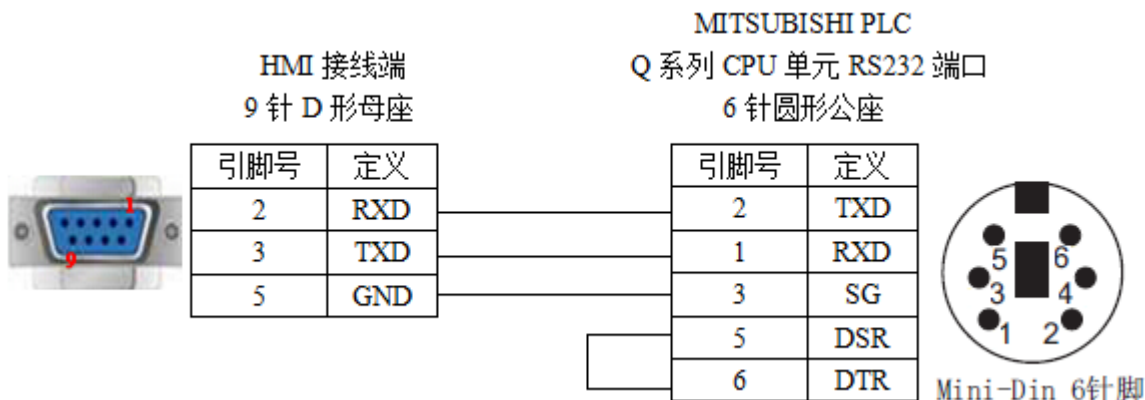 MITSUBISHI PLC
HMI 接线端
Q 系列 CPU 单元 RS232 端口
9 针 D 形母座
6 针圆形公座
引脚号 定义
2 RXD
3 TXD
5 GND
引脚号 定义
2 TXD
1 RXD
3 SG
5 DSR
6 DTR
1
9
5 6
3 4
1 2
Mini-Din 6针脚